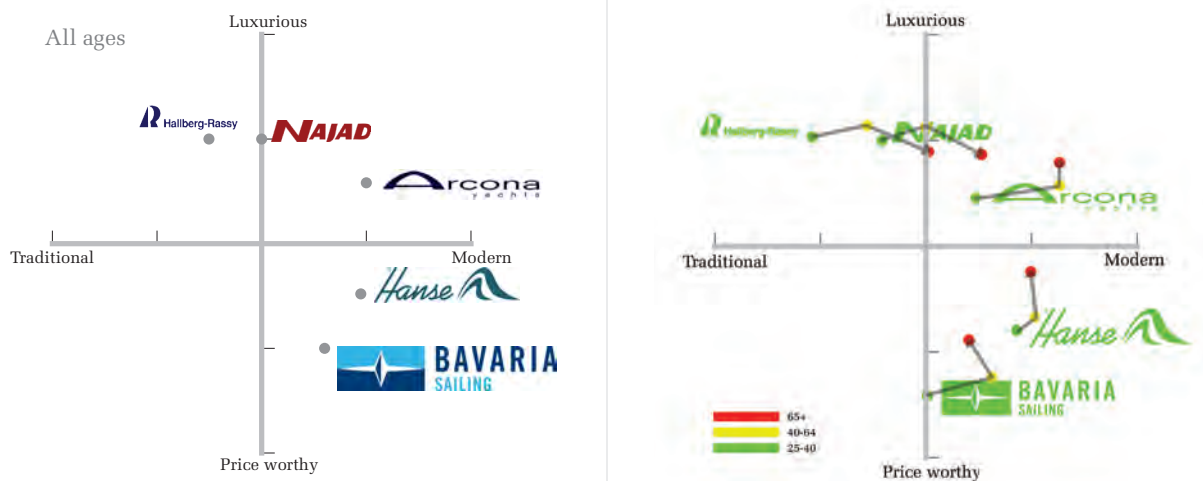 All ages
Luxurious
Hallberg-Rassy
NAJAD
Arcona
yachts
Traditional
Modern
Hanse
BAVARIA
SAILING
Price worthy
Luxurious
Hallberg-Rassy
NAJAD
Arcona
yachts
Traditional
Modern
Hanse
BAVARIA
SAILING
65+
40-64
25-40
Price worthy